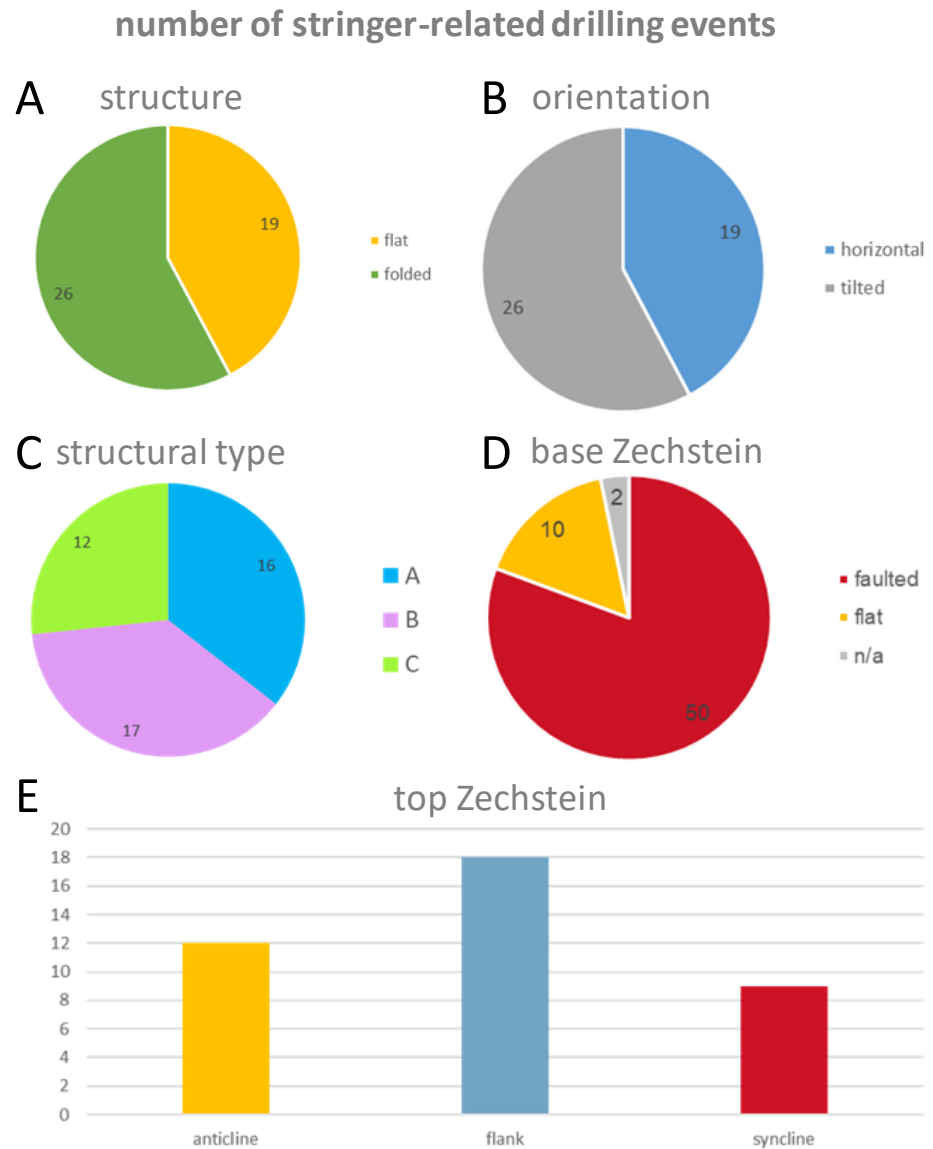 number of stringer-related drilling events
A structure
19
26
flat
folded
B orientation
19
26
horizontal
tilted
C structural type
12
16
17
A
B
C
D base Zechstein
2
10
50
faulted
flat
n/a
E top Zechstein
20
18
16
14
12
10
8
6
4
2
0
anticline flank syncline